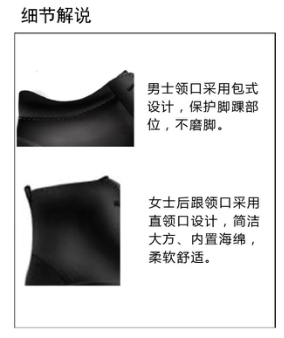 细节解说
男士领口采用包式
设计，保护脚踝部
位，不磨脚。
女士后跟领口采用
直领口设计，简洁
大方、内置海绵，
柔软舒适。